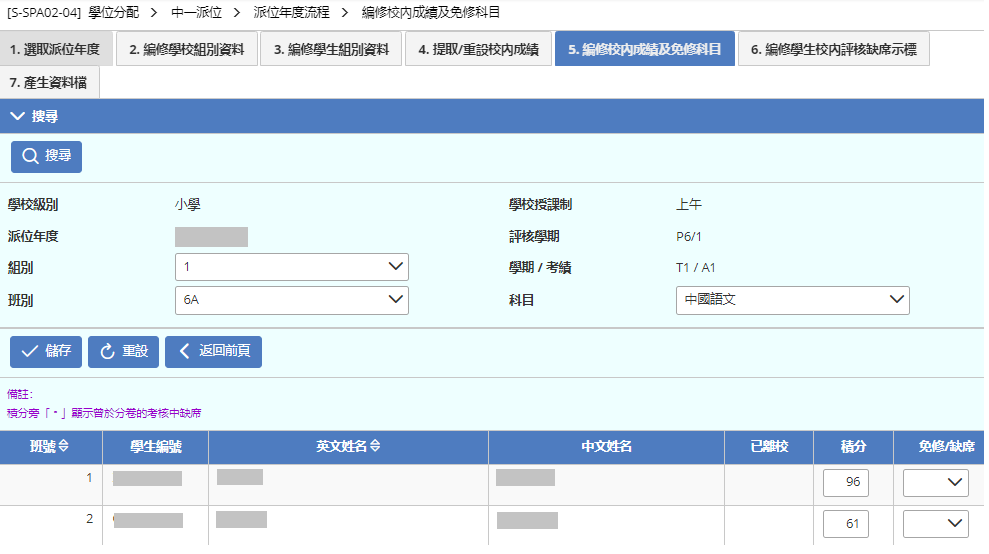 [S-SPA02-04] 學位分配 > 中一派位 > 派位年度流程 > 編修校內成績及免修科目
1. 選取派位年度 2. 編修學校組別資料 3. 編修學生組別資料 4. 提取/重設校內成績 5. 編修校內成績及免修科目 6. 編修學生校內評核缺席示標
7. 產生資料檔
搜尋
搜尋
學校級別 小學 學校授課制 上午
派位年度 評核學期 P6/1
組別 1 學期 / 考績 T1 / A1
班別 6A 科目 中國語文
儲存 重設 返回前頁
備註:
積分旁「 * 」顯示曾於分卷的考核中缺席
班號 學生編號 英文姓名 中文姓名 已離校 積分 免修/缺席
1 96
2 61